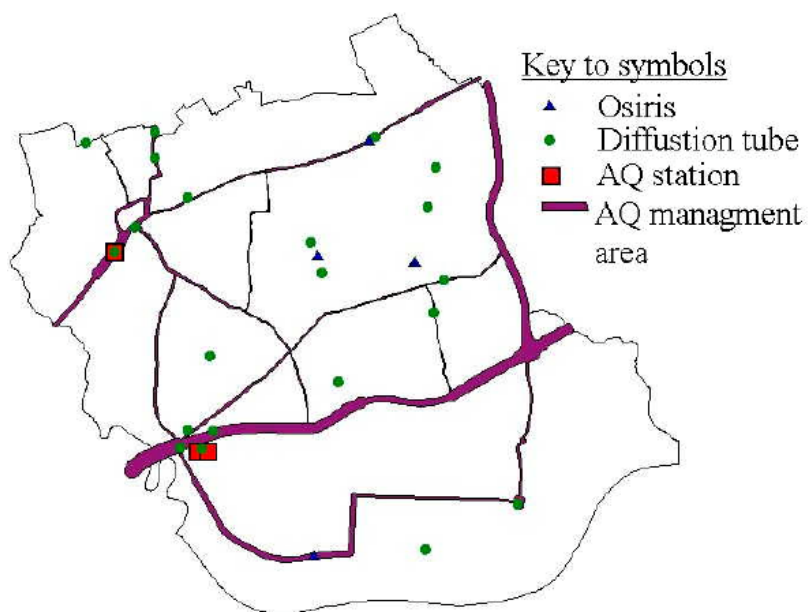 Key to symbols
Osiris
Diffustion tube
AQ station
AQ managment
area